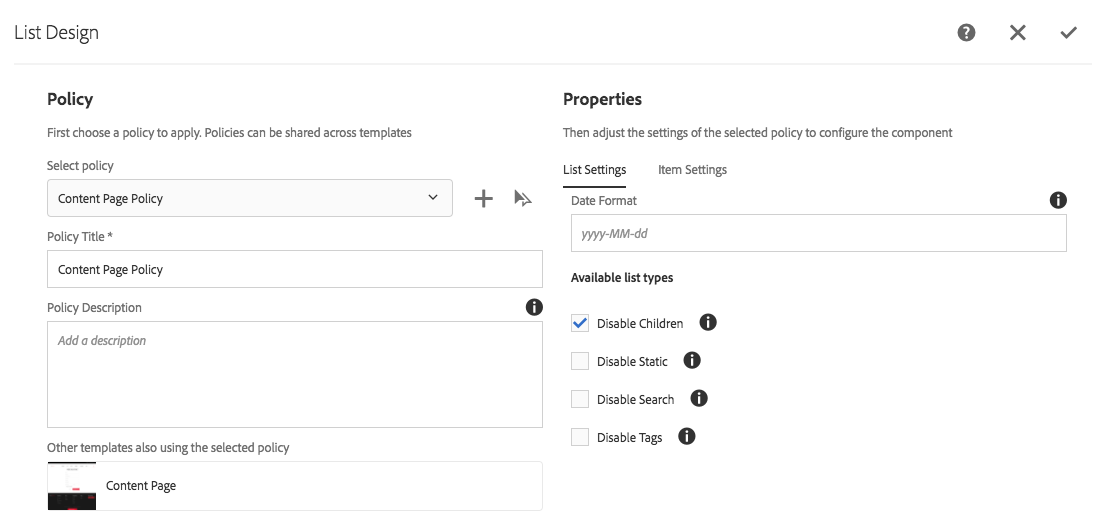 List Design
Policy
First choose a policy to apply. Policies can be shared across templates
Select policy
Content Page Policy
Policy Title *
Content Page Policy
Policy Description
Add a description
Other templates also using the selected policy
Content Page
Properties
Then adjust the settings of the selected policy to configure the component
List Settings Item Settings
Date Format
yyyy-MM-dd
Available list types
Disable Children
Disable Static
Disable Search
Disable Tags